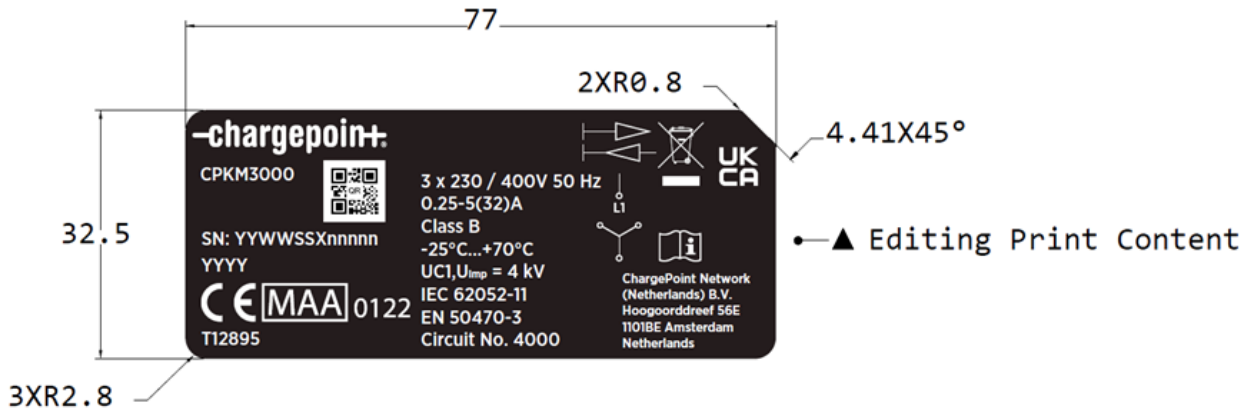 77
2XR0.8
4.41X45°
32.5
3XR2.8
▲ Editing Print Content
-chargepoin+.
CPKM3000
QR
SN: YYWWSSXnnnnn
YYYY
CE MAA 0122
T12895
3 x 230 / 400V 50 Hz
0.25-5(32)A
Class B
-25°C...+70°C
UC1,Uimp = 4 kV
IEC 62052-11
EN 50470-3
Circuit No. 4000
L1
i
UK
CA
ChargePoint Network
(Netherlands) B.V.
Hoogoorddreef 56E
1101BE Amsterdam
Netherlands